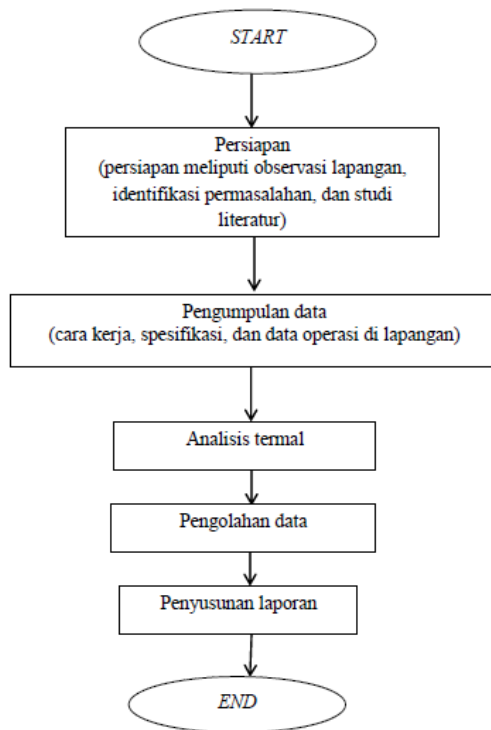 START
Persiapan
(persiapan meliputi observasi lapangan,
identifikasi permasalahan, dan studi
literatur)
Pengumpulan data
(cara kerja, spesifikasi, dan data operasi di lapangan)
Analisis termal
Pengolahan data
Penyusunan laporan
END